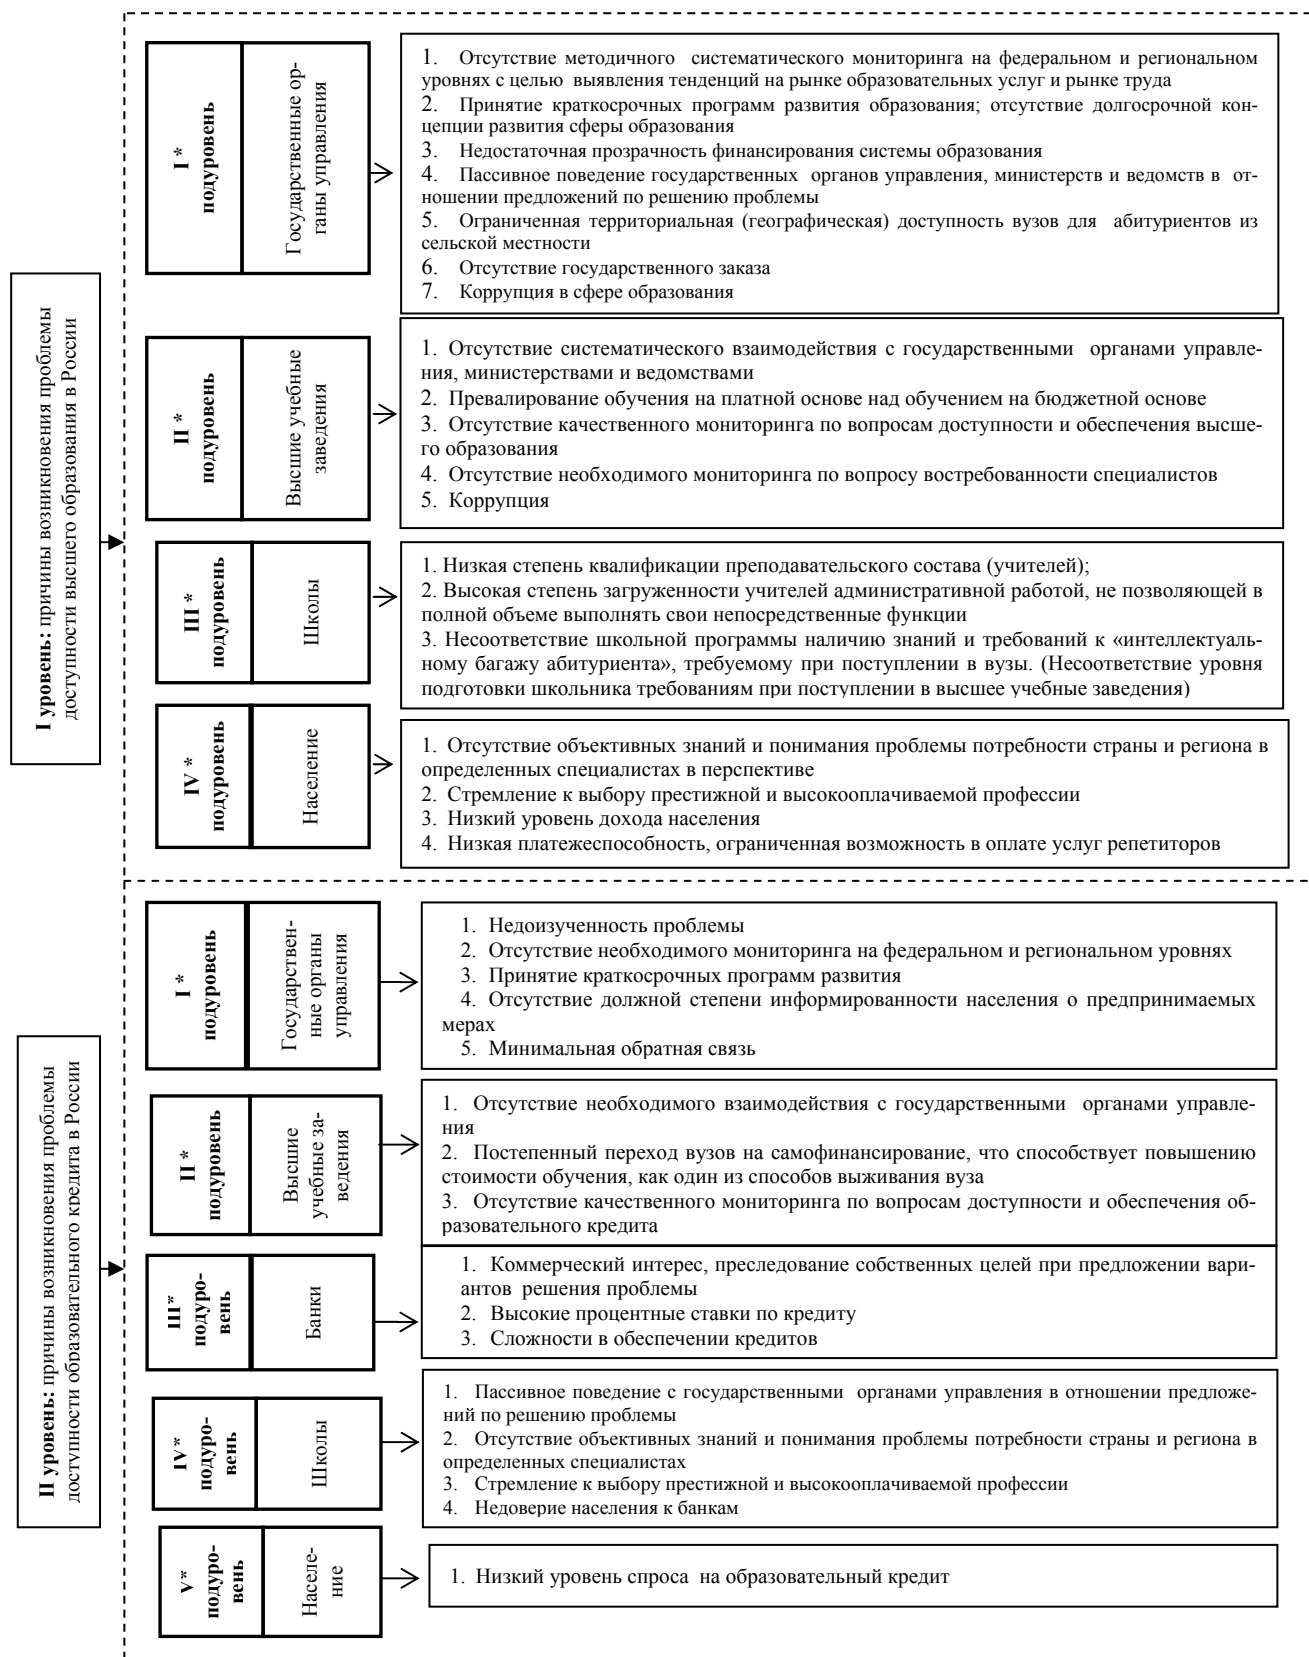 I уровень: причины возникновения проблемы
доступности высшего образования в России
I *
подуровень
Государственные ор-
ганы управления
1. Отсутствие методичного систематического мониторинга на федеральном и региональном
уровнях с целью выявления тенденций на рынке образовательных услуг и рынке труда
2. Принятие краткосрочных программ развития образования; отсутствие долгосрочной кон-
цепции развития сферы образования
3. Недостаточная прозрачность финансирования системы образования
4. Пассивное поведение государственных органов управления, министерств и ведомств в от-
ношении предложений по решению проблемы
5. Ограниченная территориальная (географическая) доступность вузов для абитуриентов из
сельской местности
6. Отсутствие государственного заказа
7. Коррупция в сфере образования
II *
подуровень
Высшие учебные
заведения
1. Отсутствие систематического взаимодействия с государственными органами управле-
ния, министерствами и ведомствами
2. Превалирование обучения на платной основе над обучением на бюджетной основе
3. Отсутствие качественного мониторинга по вопросам доступности и обеспечения высше-
го образования
4. Отсутствие необходимого мониторинга по вопросу востребованности специалистов
5. Коррупция
III *
подуровень
Школы
1. Низкая степень квалификации преподавательского состава (учителей);
2. Высокая степень загруженности учителей административной работой, не позволяющей в
полной объеме выполнять свои непосредственные функции
3. Несоответствие школьной программы наличию знаний и требований к «интеллектуаль-
ному багажу абитуриента», требуемому при поступлении в вузы. (Несоответствие уровня
подготовки школьника требованиям при поступлении в высшее учебные заведения)
IV *
подуровень
Население
1. Отсутствие объективных знаний и понимания проблемы потребности страны и региона в
определенных специалистах в перспективе
2. Стремление к выбору престижной и высокооплачиваемой профессии
3. Низкий уровень дохода населения
4. Низкая платежеспособность, ограниченная возможность в оплате услуг репетиторов
II уровень: причины возникновения проблемы
доступности образовательного кредита в России
I *
подуровень
Государствен-
ные органы
управления
1. Недоизученность проблемы
2. Отсутствие необходимого мониторинга на федеральном и региональном уровнях
3. Принятие краткосрочных программ развития
4. Отсутствие должной степени информированности населения о предпринимаемых
мерах
5. Минимальная обратная связь
II *
подуровень
Высшие
учебные за-
ведения
1. Отсутствие необходимого взаимодействия с государственными органами управле-
ния
2. Постепенный переход вузов на самофинансирование, что способствует повышению
стоимости обучения, как один из способов выживания вуза
3. Отсутствие качественного мониторинга по вопросам доступности и обеспечения об-
разовательного кредита
III*
подуро-
вень
Банки
1. Коммерческий интерес, преследование собственных целей при предложении вари-
антов решения проблемы
2. Высокие процентные ставки по кредиту
3. Сложности в обеспечении кредитов
IV*
подуро-
вень
Школы
1. Пассивное поведение с государственными органами управления в отношении предложе-
ний по решению проблемы
2. Отсутствие объективных знаний и понимания проблемы потребности страны и региона в
определенных специалистах
3. Стремление к выбору престижной и высокооплачиваемой профессии
4. Недоверие населения к банкам
V*
подуро-
вень
Населе-
ние
1. Низкий уровень спроса на образовательный кредит